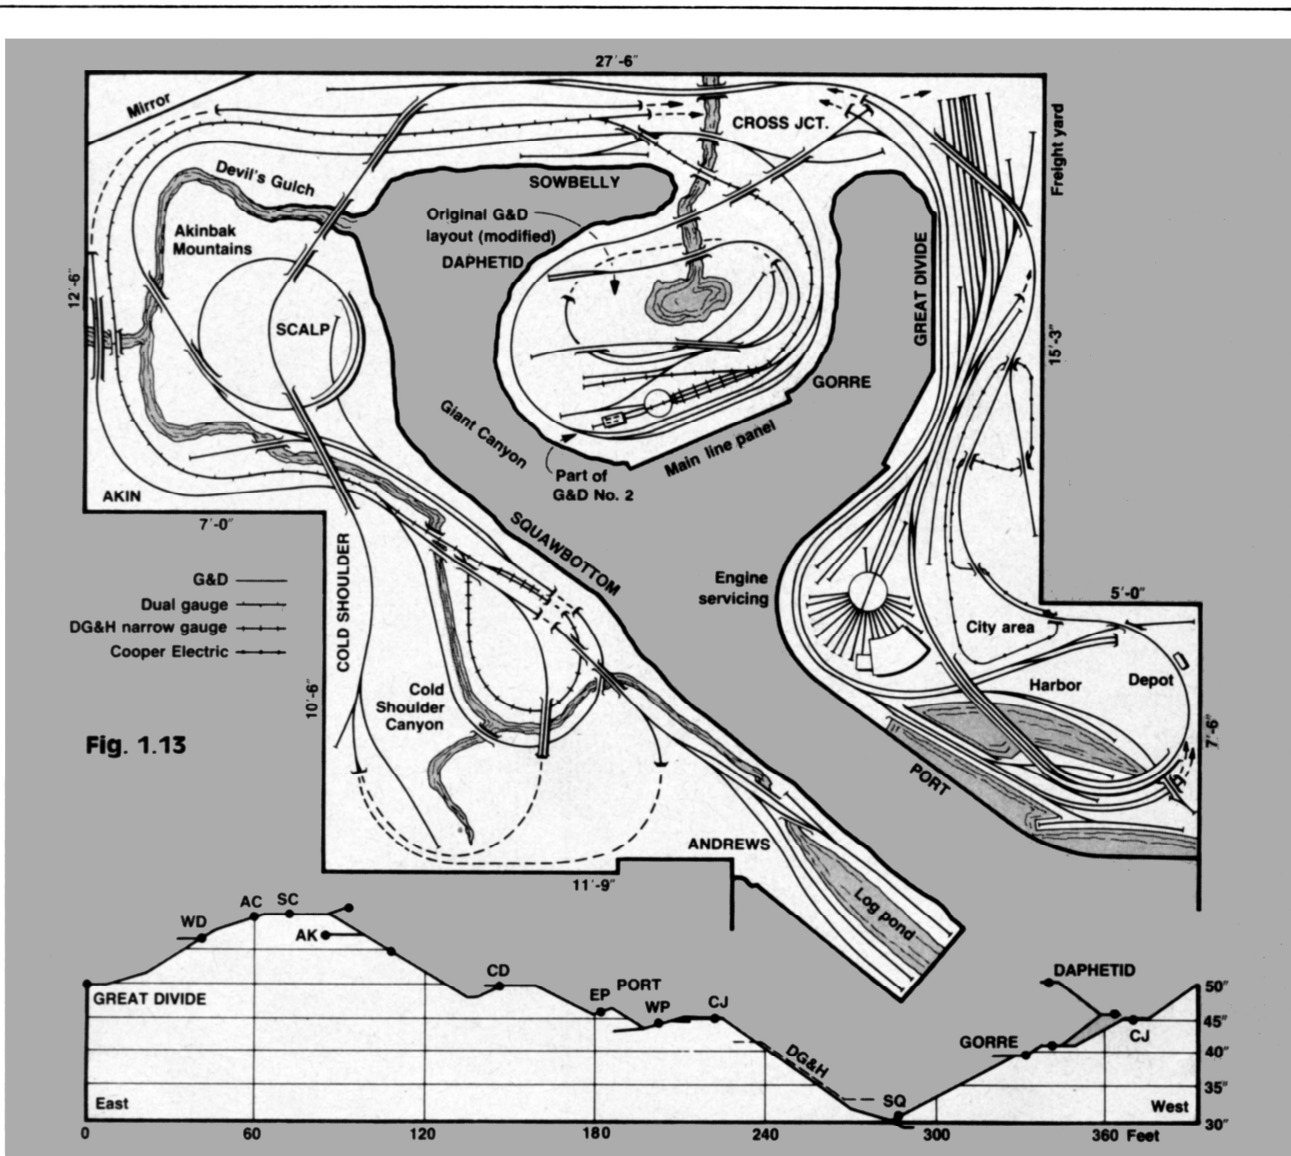 27'-6"
Mirror
CROSS JCT.
Freight yard
Devil's Gulch
SOWBELLY
Original G&D
layout (modified)
DAPHETID
Akinbak
Mountains
12'-6"
GREAT DIVIDE
SCALP
15'-3"
GORRE
Giant Canyon
Main line panel
Part of
G&D No. 2
AKIN
7'-0"
SQUAWBOTTOM
COLD SHOULDER
G&D
Dual gauge
DG&H narrow gauge
Cooper Electric
Engine
servicing
5'-0"
City area
Depot
Harbor
10'-6"
Cold
Shoulder
Canyon
7'-6"
Fig. 1.13
PORT
ANDREWS
11'-9"
Log pond
WD
AC
SC
AK
CD
EP
PORT
WP
CJ
DAPHETID
GREAT DIVIDE
50"
45"
GORRE
CJ
40"
DG&H
35"
East
SQ
West
30"
0
60
120
180
240
300
360 Feet